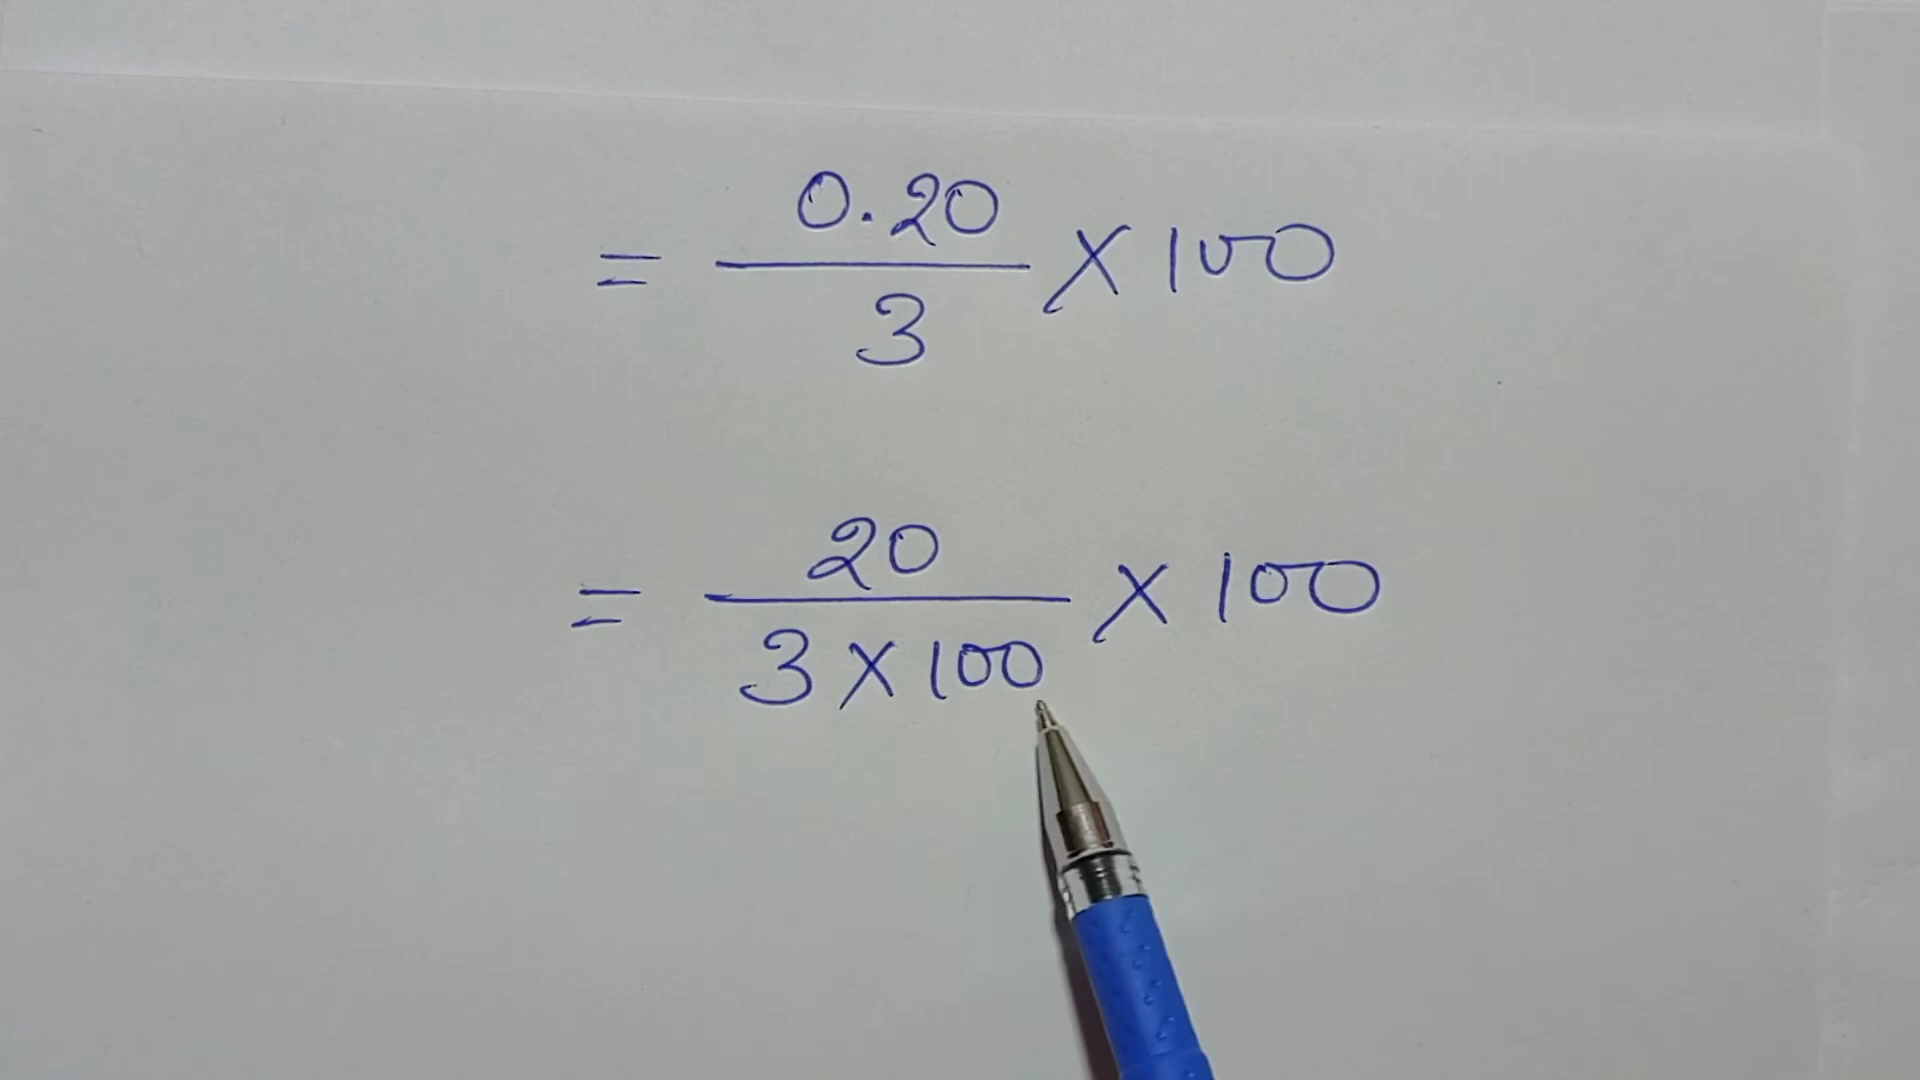 = 0.20/3 × 100
= 20/(3 × 100) × 100